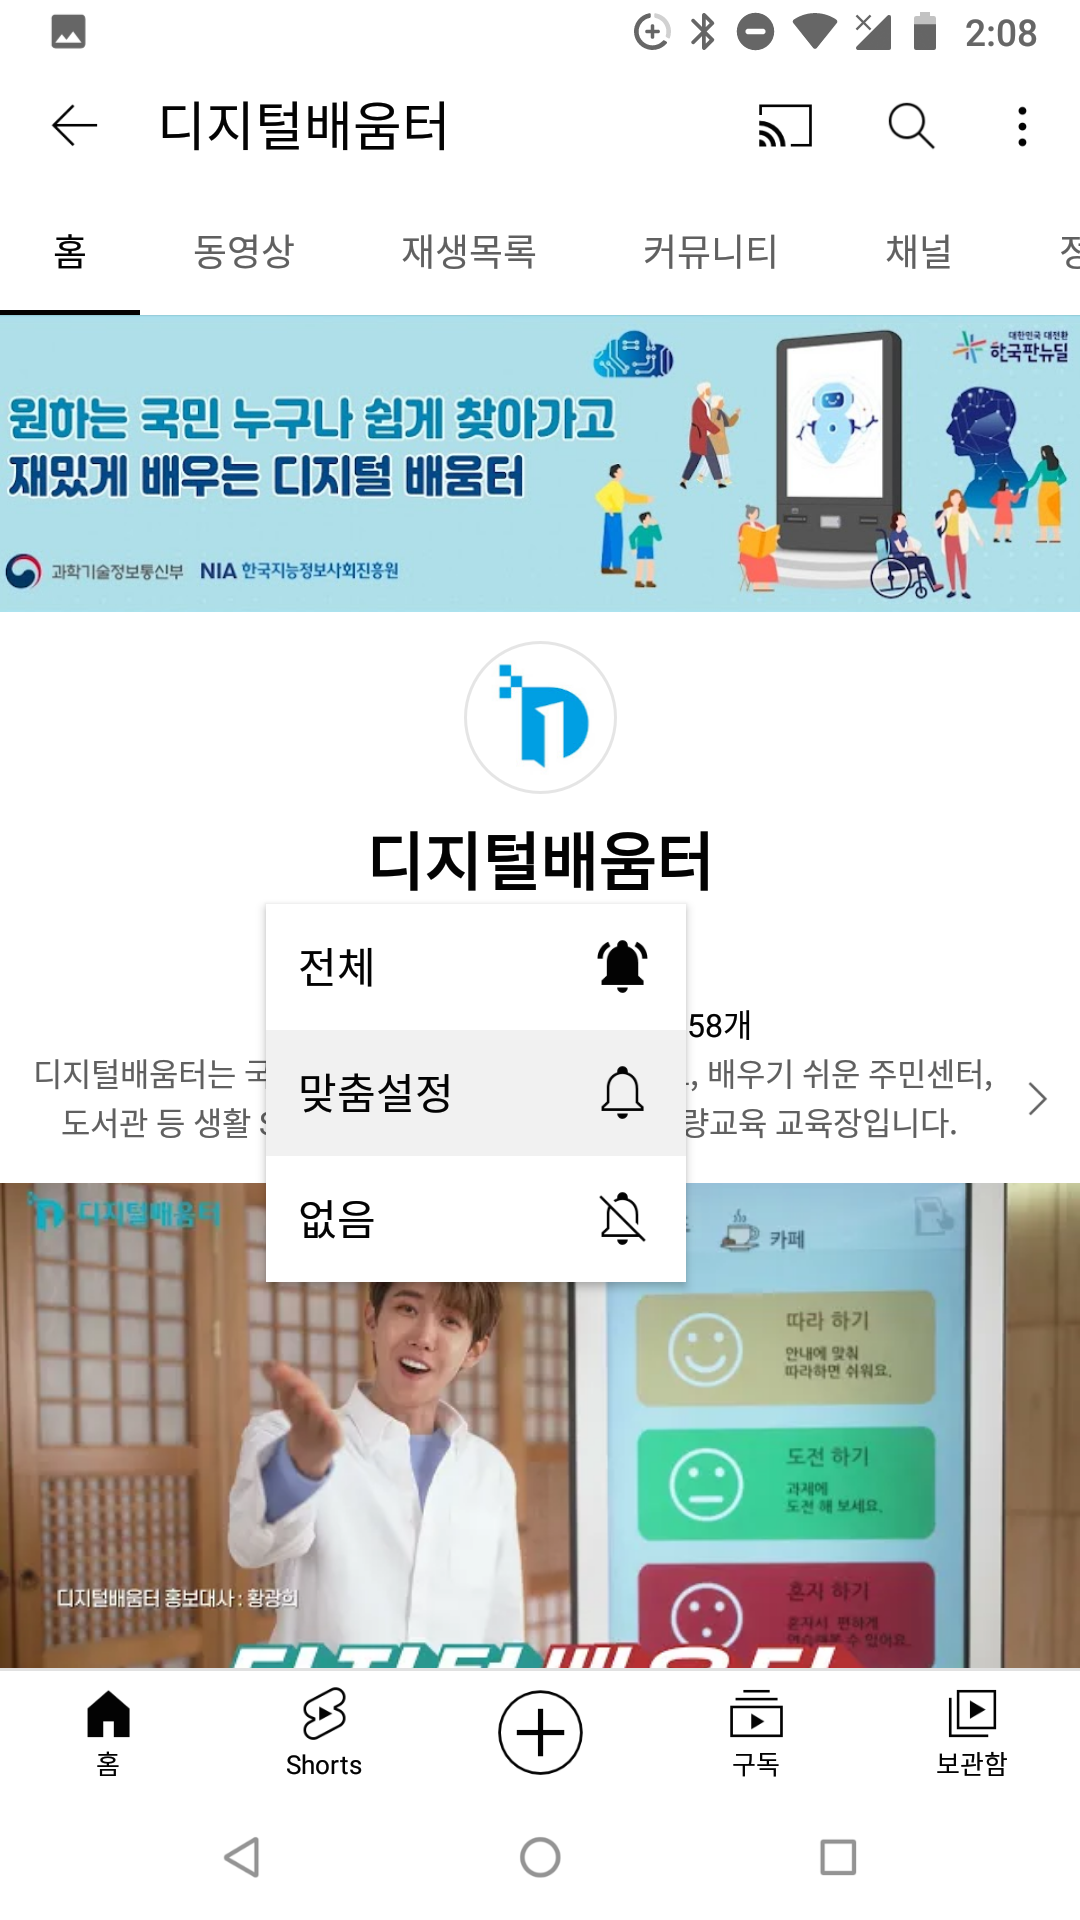 2:08
디지털배움터
홈 동영상 재생목록 커뮤니티 채널
대한민국 대전환
한국판뉴딜
원하는 국민 누구나 쉽게 찾아가고
재밌게 배우는 디지털 배움터
과학기술정보통신부 NIA 한국지능정보사회진흥원
디지털배움터
전체
58개
디지털배움터는 배우기 쉬운 주민센터,
맞춤설정
도서관 등 생활 량교육 교육장입니다.
없음
디지털배움터
카페
따라 하기
안내에 맞춰
따라하면 쉬워요.
도전 하기
과제에
도전 해 보세요.
혼자 하기
혼자서 편하게
연습해볼 수 있어요.
디지털배움터 홍보대사 : 황광희
디지털배움터
홈 Shorts 구독 보관함